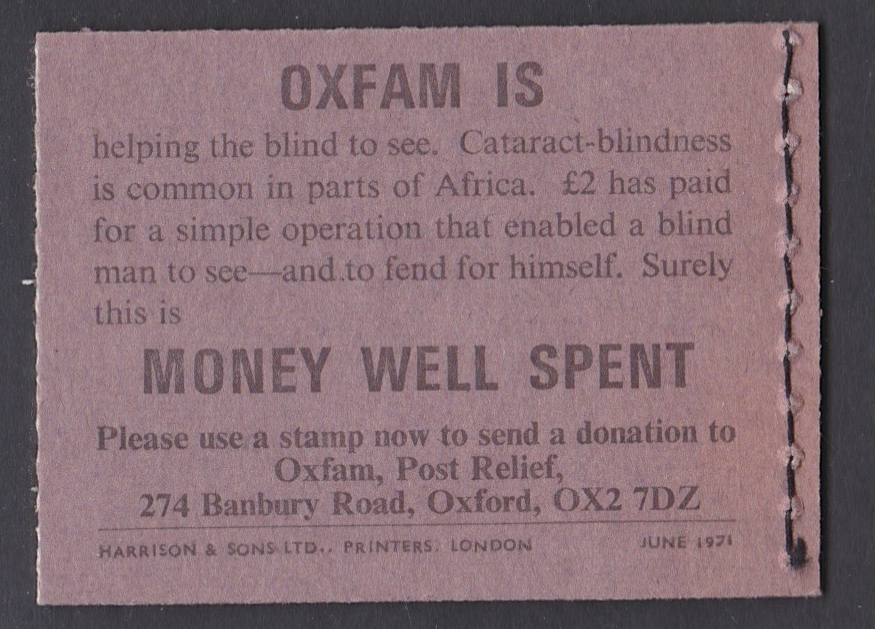 OXFAM IS
helping the blind to see. Cataract-blindness
is common in parts of Africa. £2 has paid
for a simple operation that enabled a blind
man to see—and.to fend for himself. Surely
this is
MONEY WELL SPENT
Please use a stamp now to send a donation to
Oxfam, Post Relief,
274 Banbury Road, Oxford, OX2 7DZ
HARRISON & SONS LTD., PRINTERS. LONDON JUNE 1971